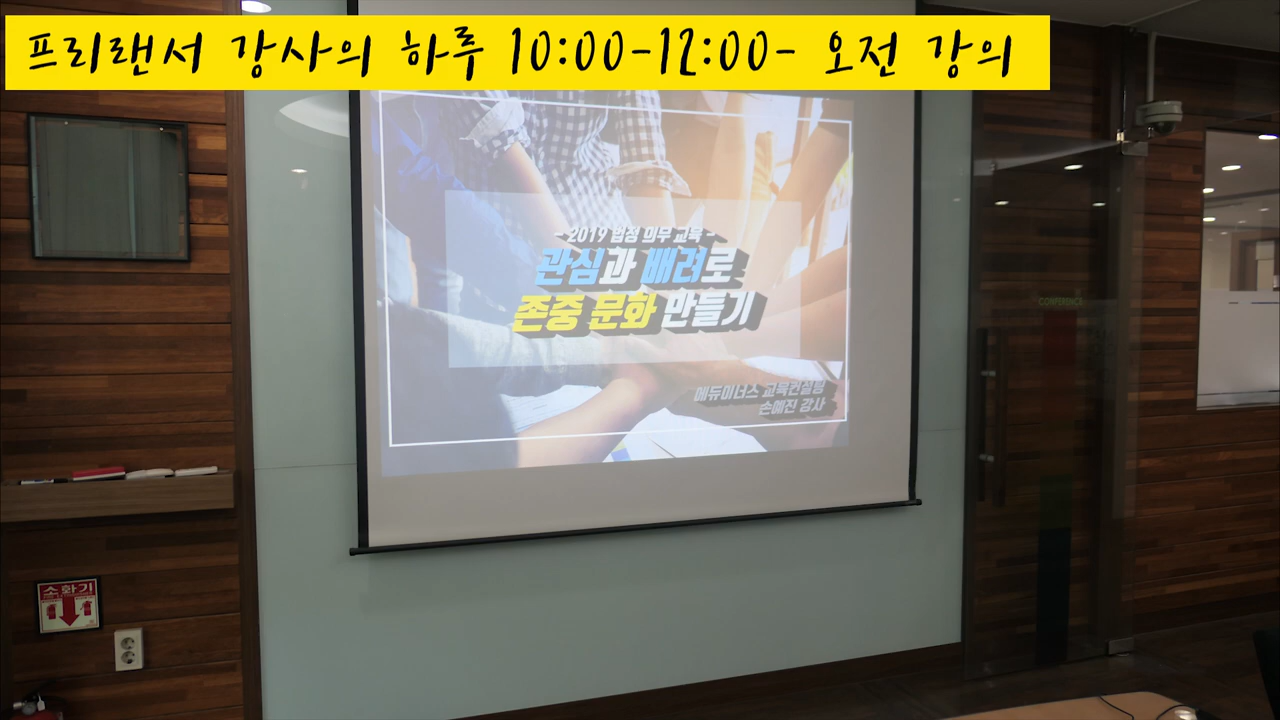 프리랜서 강사의 하루 10:00-12:00- 오전 강의
- 2019 법정 의무 교육 -
관심과 배려로
존중 문화 만들기
에듀이너스 교육컨설팅
손예진 강사
CONFERENCE
소화기